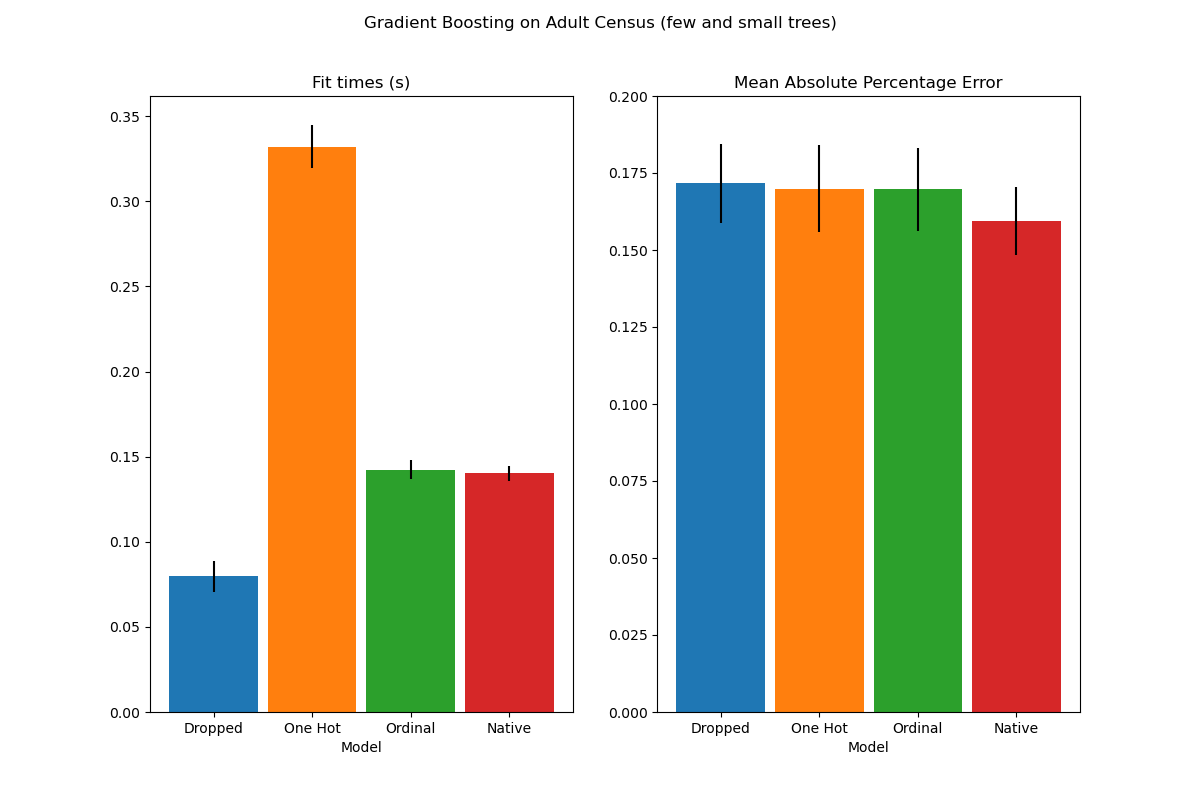 Gradient Boosting on Adult Census (few and small trees)
Fit times (s)
0.35
0.30
0.25
0.20
0.15
0.10
0.05
0.00
Dropped One Hot Ordinal Native
Model
Mean Absolute Percentage Error
0.200
0.175
0.150
0.125
0.100
0.075
0.050
0.025
0.000
Dropped One Hot Ordinal Native
Model